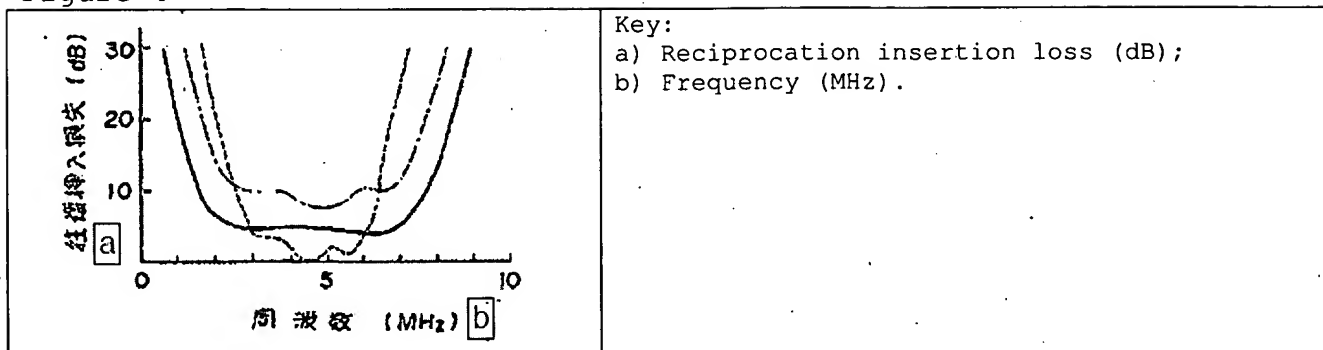 Key:
a) Reciprocation insertion loss (dB);
b) Frequency (MHz).
往復挿入損失 (dB)
a
30
20
10
0 5 10
周波数 (MHz) b